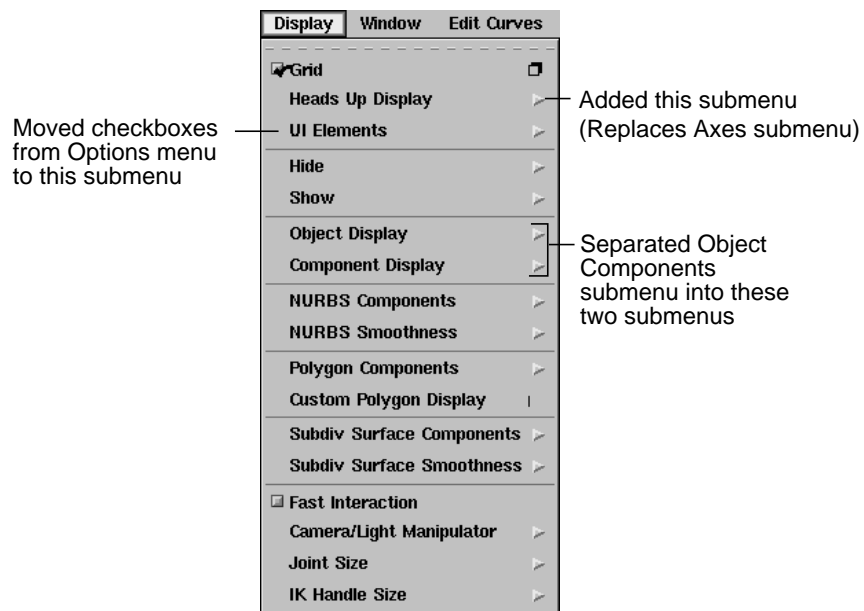 Display Window Edit Curves
Grid
Heads Up Display
UI Elements
Hide
Show
Object Display
Component Display
NURBS Components
NURBS Smoothness
Polygon Components
Custom Polygon Display
Subdiv Surface Components
Subdiv Surface Smoothness
Fast Interaction
Camera/Light Manipulator
Joint Size
IK Handle Size
Moved checkboxes
from Options menu
to this submenu
Added this submenu
(Replaces Axes submenu)
Separated Object
Components
submenu into these
two submenus